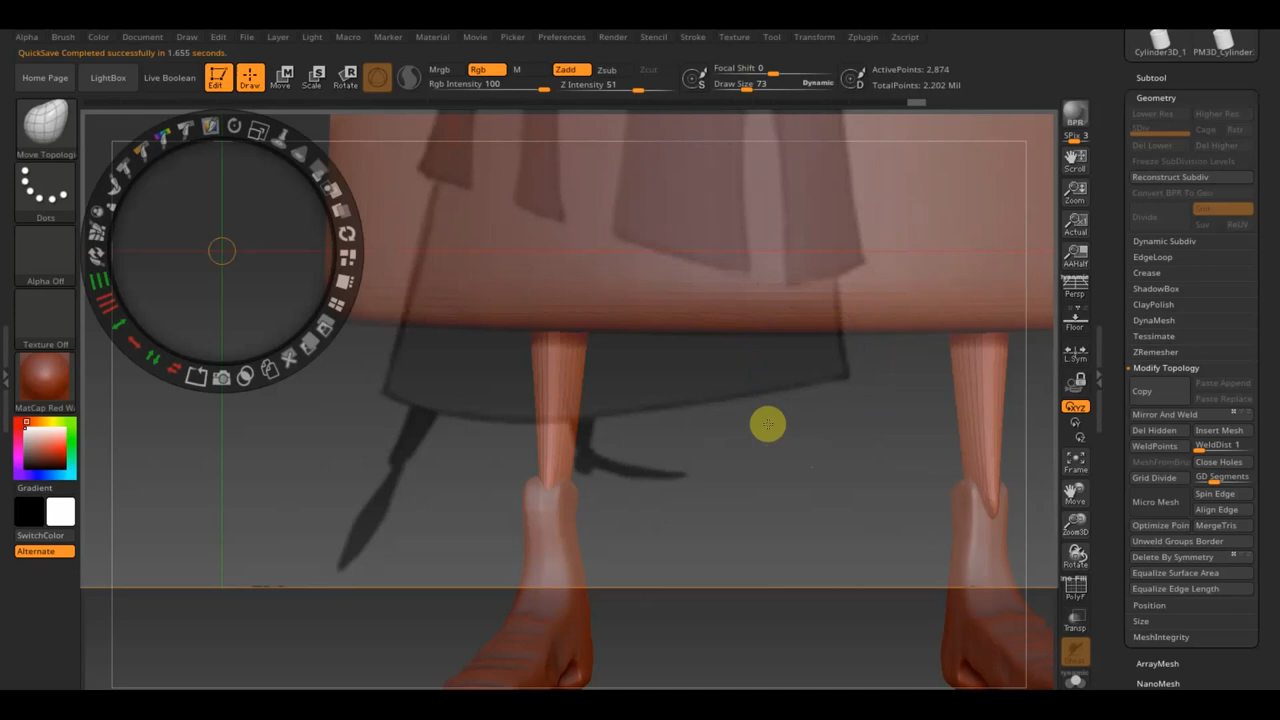 Alpha Brush Color Document Draw Edit File Layer Light Macro Marker Material Movie Picker Preferences Render Stencil Stroke Texture Tool Transform Zplugin Zscript
QuickSave Completed successfully in 1.655 seconds.
Home Page LightBox Live Boolean Edit Draw Move Scale Rotate
Mrgb Rgb M Zadd Zsub Zcut
Rgb Intensity 100 Z Intensity 51
S Focal Shift 0
Draw Size 73 Dynamic D
ActivePoints: 2,874
TotalPoints: 2.202 Mil
Move Topologi
Dots
Alpha Off
Texture Off
MatCap Red Wa
Gradient
SwitchColor
Alternate
BPR
SPix 3
Scroll
Zoom
Actual
AAHalf
Dynamic
Persp
Floor
L.Sym
XYZ
Frame
Move
Zoom3D
Rotate
Line Fill
PolyF
Transp
Dynamic
Cylinder3D_1 PM3D_Cylinder.
Subtool
Geometry
Lower Res Higher Res
SDiv Cage Rstr
Del Lower Del Higher
Freeze SubDivision Levels
Reconstruct Subdiv
Convert BPR To Geo
Divide Smt
Suv ReUV
Dynamic Subdiv
EdgeLoop
Crease
ShadowBox
ClayPolish
DynaMesh
Tessimate
ZRemesher
Modify Topology
Copy Paste Append
Paste Replace
Mirror And Weld
Del Hidden Insert Mesh
WeldPoints WeldDist 1
MeshFromBru Close Holes
Grid Divide GD Segments
Micro Mesh Spin Edge
Align Edge
Optimize Poin MergeTris
Unweld Groups Border
Delete By Symmetry
Equalize Surface Area
Equalize Edge Length
Position
Size
MeshIntegrity
ArrayMesh
NanoMesh